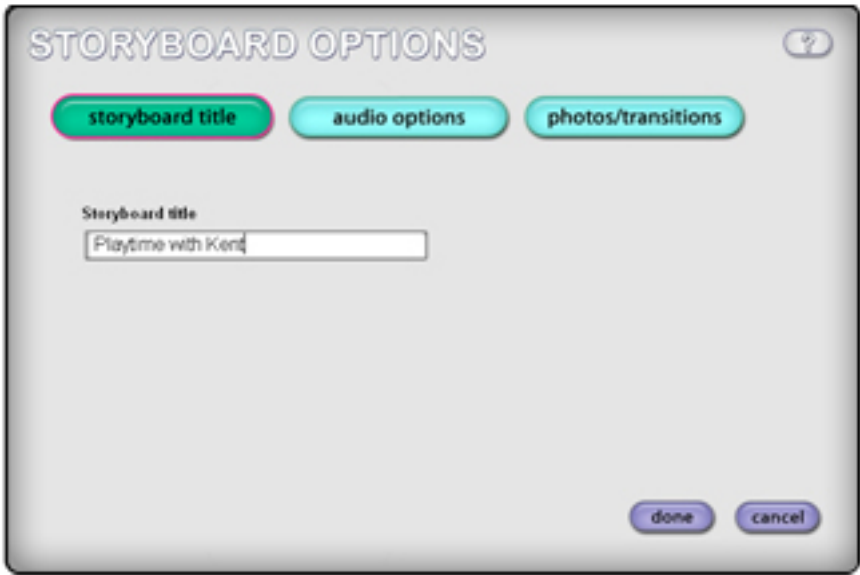 STORYBOARD OPTIONS ?
storyboard title audio options photos/transitions
Storyboard title
Playtime with Kent
done cancel